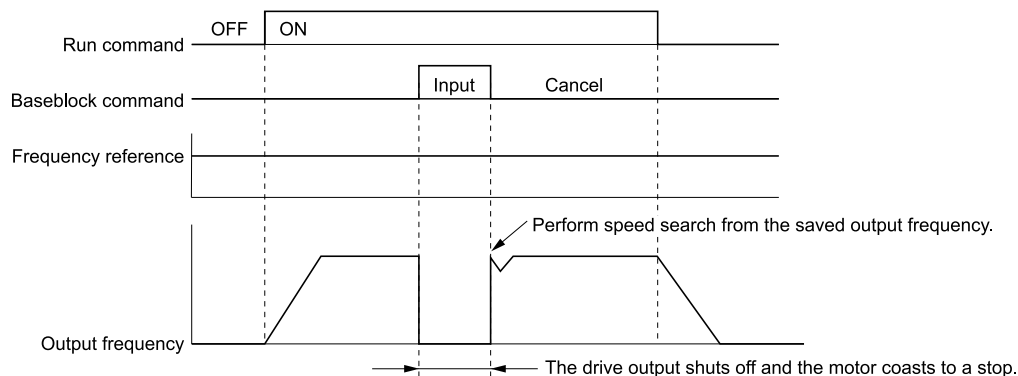 OFF ON
Run command
Input Cancel
Baseblock command
Frequency reference
Perform speed search from the saved output frequency.
Output frequency
The drive output shuts off and the motor coasts to a stop.